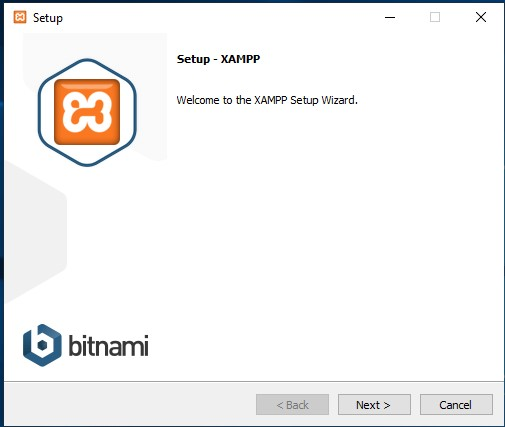 Setup
Setup - XAMPP
Welcome to the XAMPP Setup Wizard.
bitnami
< Back
Next >
Cancel